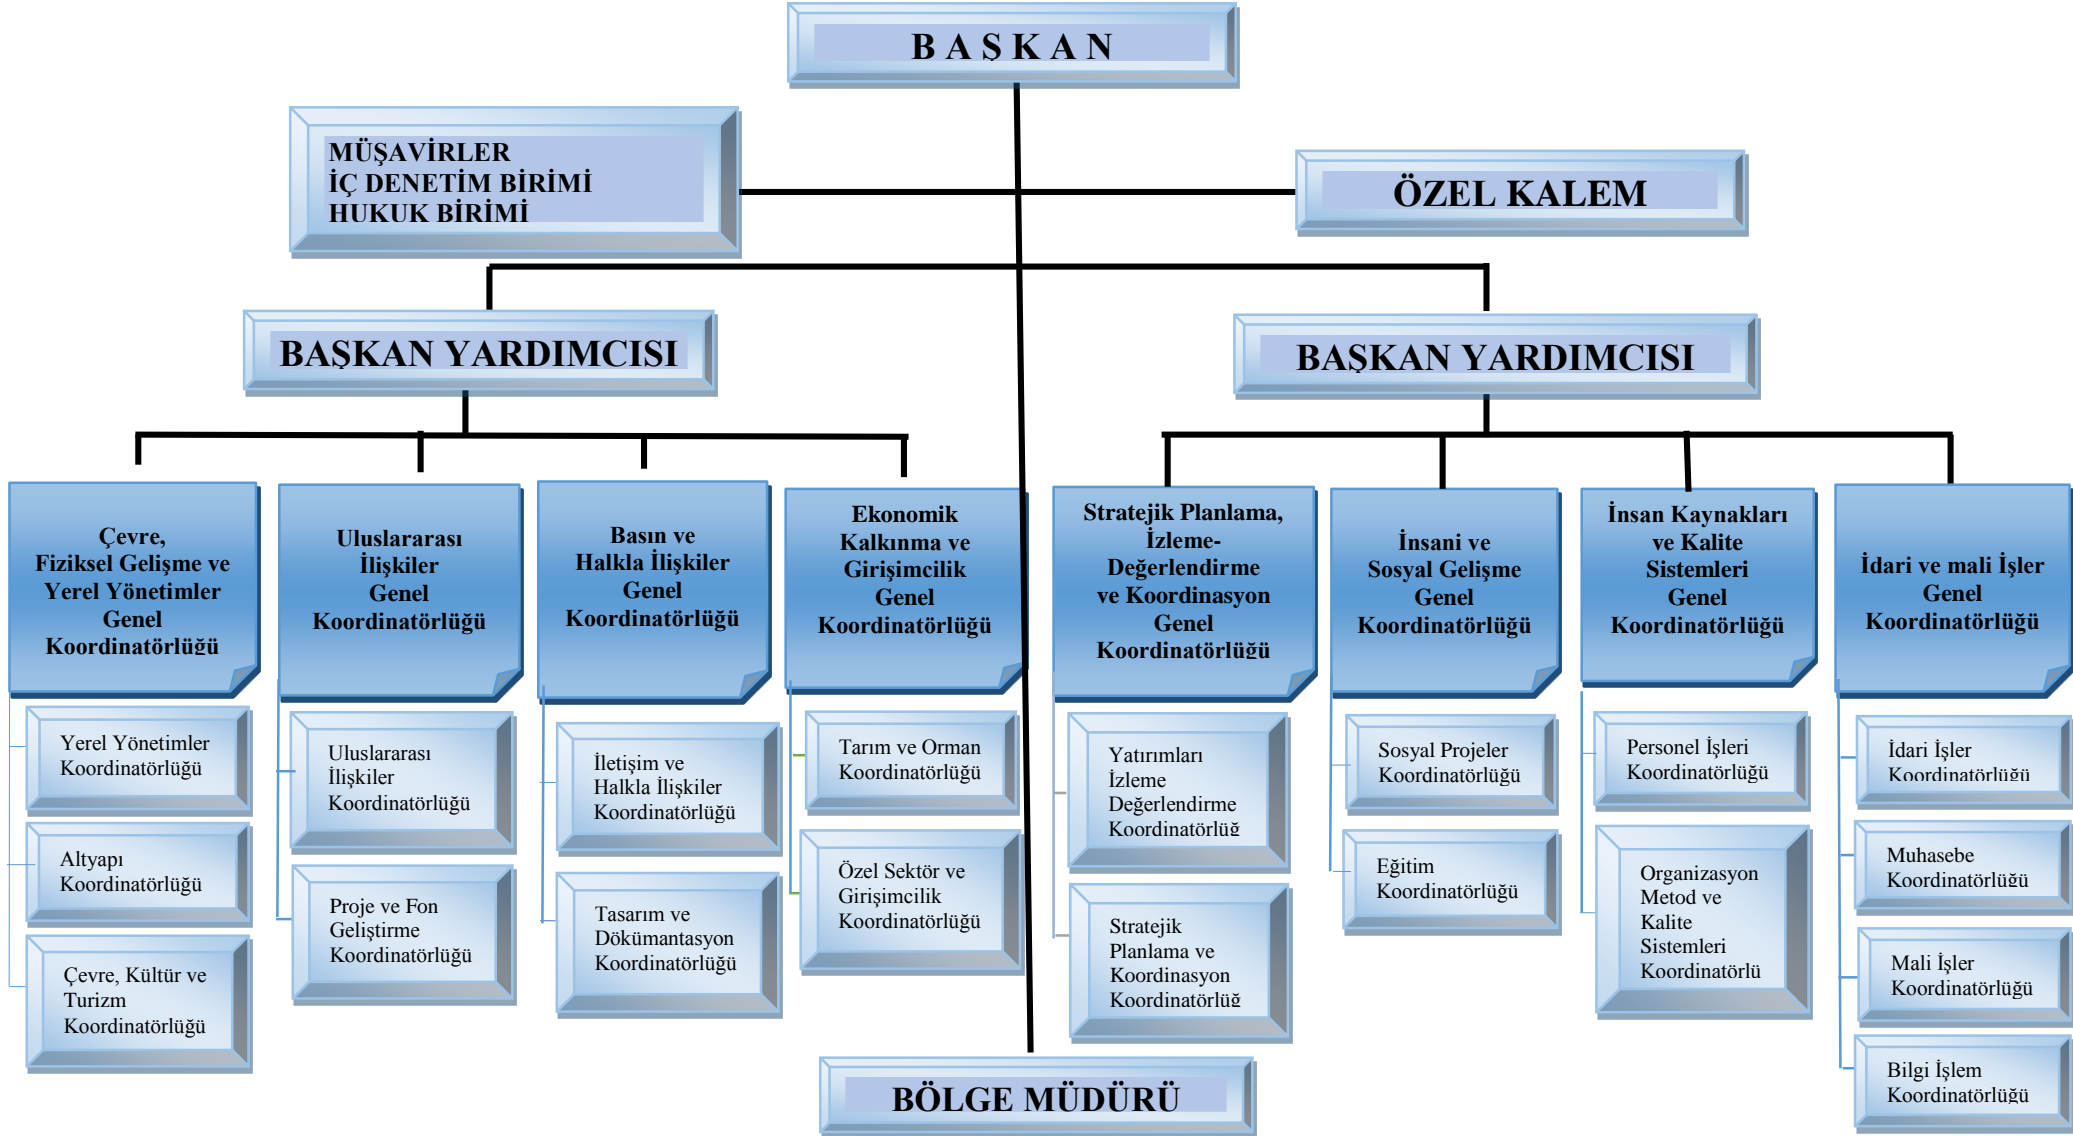 B A Ş K A N
MÜŞAVİRLER
İÇ DENETİM BİRİMİ
HUKUK BİRİMİ
ÖZEL KALEM
BAŞKAN YARDIMCISI
BAŞKAN YARDIMCISI
Çevre,
Fiziksel Gelişme ve
Yerel Yönetimler
Genel
Koordinatörlüğü
Uluslararası
İlişkiler
Genel
Koordinatörlüğü
Basın ve
Halkla İlişkiler
Genel
Koordinatörlüğü
Ekonomik
Kalkınma ve
Girişimcilik
Genel
Koordinatörlüğü
Stratejik Planlama,
İzleme-
Değerlendirme
ve Koordinasyon
Genel
Koordinatörlüğü
İnsani ve
Sosyal Gelişme
Genel
Koordinatörlüğü
İnsan Kaynakları
ve Kalite
Sistemleri
Genel
Koordinatörlüğü
İdari ve mali İşler
Genel
Koordinatörlüğü
Yerel Yönetimler
Koordinatörlüğü
Altyapı
Koordinatörlüğü
Çevre, Kültür ve
Turizm
Koordinatörlüğü
Uluslararası
İlişkiler
Koordinatörlüğü
Proje ve Fon
Geliştirme
Koordinatörlüğü
İletişim ve
Halkla İlişkiler
Koordinatörlüğü
Tasarım ve
Dökümantasyon
Koordinatörlüğü
Tarım ve Orman
Koordinatörlüğü
Özel Sektör ve
Girişimcilik
Koordinatörlüğü
Yatırımları
İzleme
Değerlendirme
Koordinatörlüğ
Stratejik
Planlama ve
Koordinasyon
Koordinatörlüğ
Sosyal Projeler
Koordinatörlüğü
Eğitim
Koordinatörlüğü
Personel İşleri
Koordinatörlüğü
Organizasyon
Metod ve
Kalite
Sistemleri
Koordinatörlü
İdari İşler
Koordinatörlüğü
Muhasebe
Koordinatörlüğü
Mali İşler
Koordinatörlüğü
Bilgi İşlem
Koordinatörlüğü
BÖLGE MÜDÜRÜ